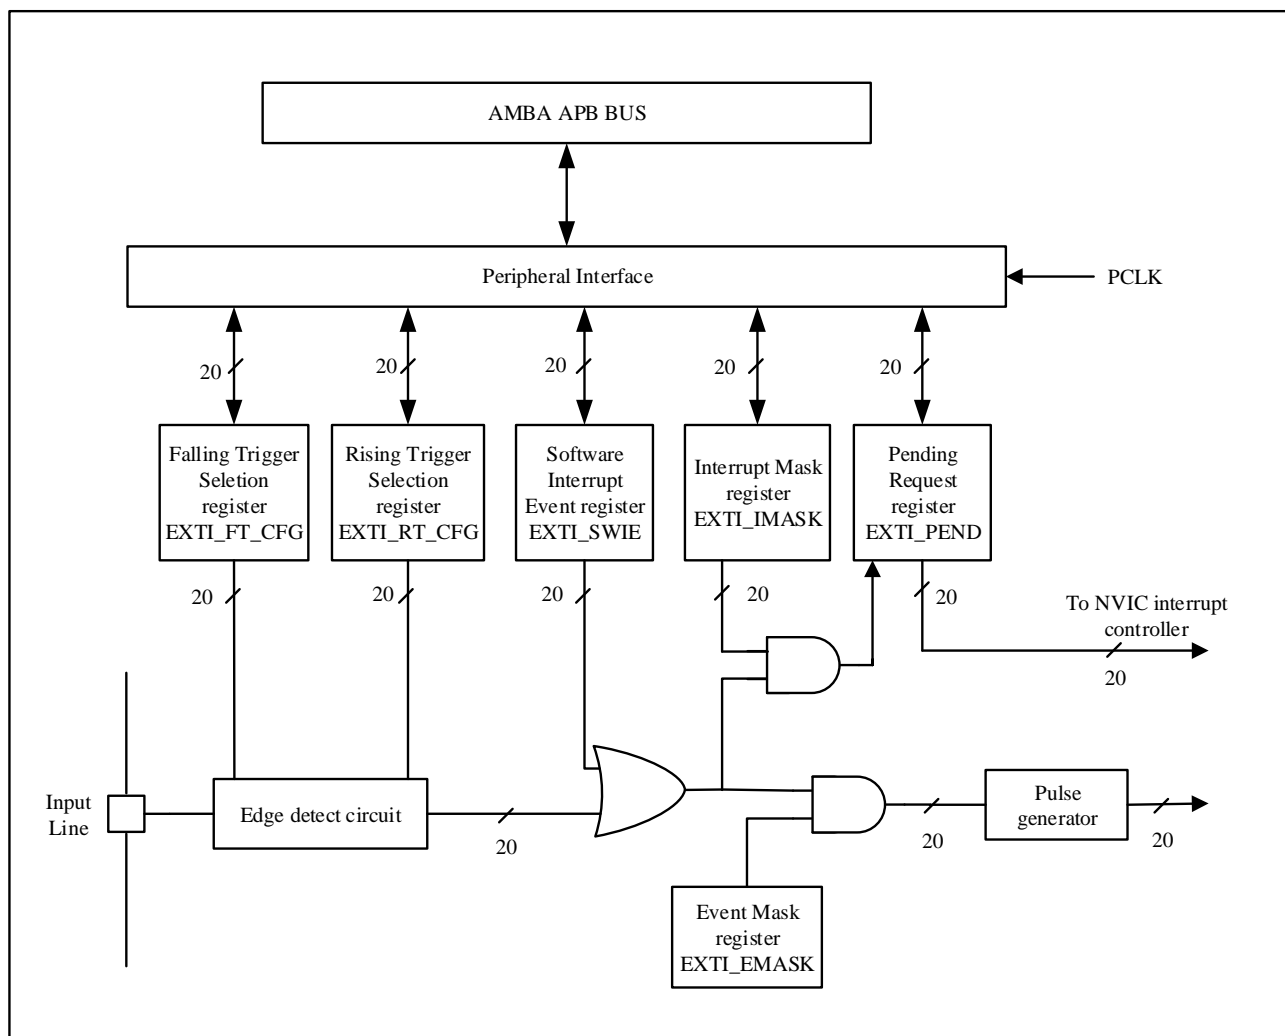 AMBA APB BUS
Peripheral Interface
PCLK
20
20
20
20
20
Falling Trigger
Seletion
register
EXTI_FT_CFG
Rising Trigger
Selection
register
EXTI_RT_CFG
Software
Interrupt
Event register
EXTI_SWIE
Interrupt Mask
register
EXTI_IMASK
Pending
Request
register
EXTI_PEND
20
20
20
20
20
To NVIC interrupt
controller
20
Input
Line
Edge detect circuit
20
20
Pulse
generator
20
Event Mask
register
EXTI_EMASK